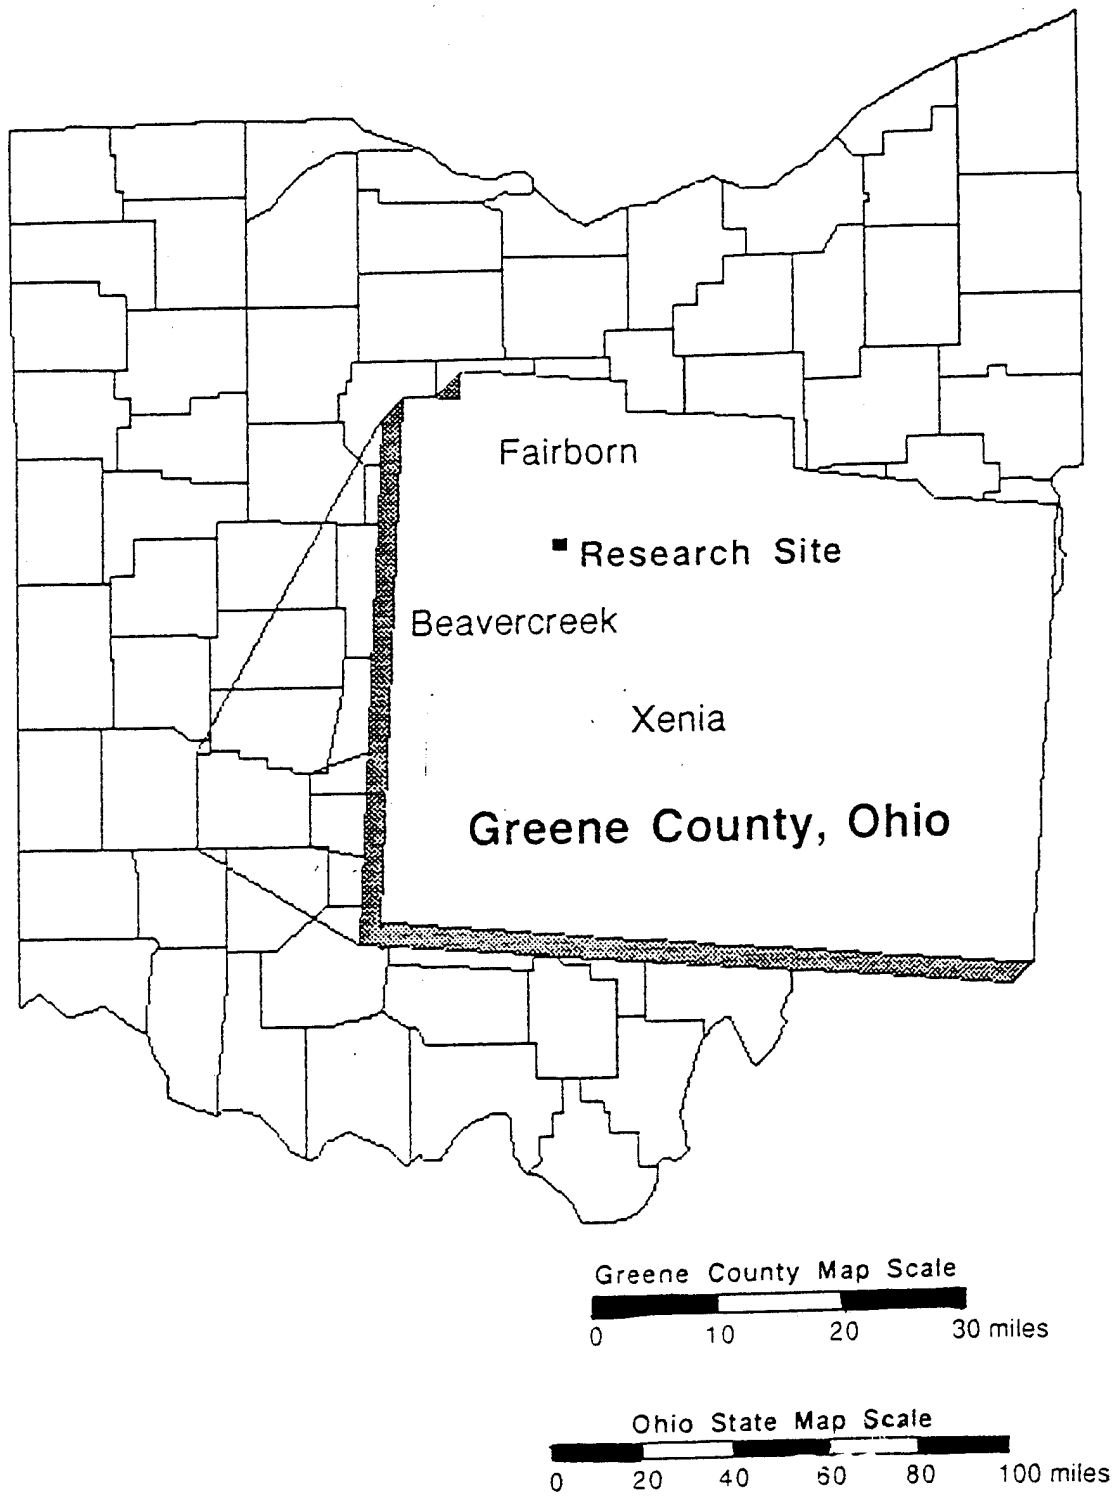 Fairborn
Research Site
Beavercreek
Xenia
Greene County, Ohio
Greene County Map Scale
0 10 20 30 miles
Ohio State Map Scale
0 20 40 60 80 100 miles